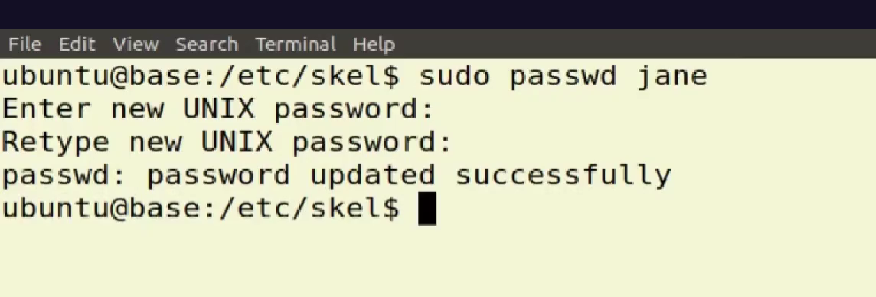 File Edit View Search Terminal Help
ubuntu@base:/etc/skel$ sudo passwd jane
Enter new UNIX password:
Retype new UNIX password:
passwd: password updated successfully
ubuntu@base:/etc/skel$